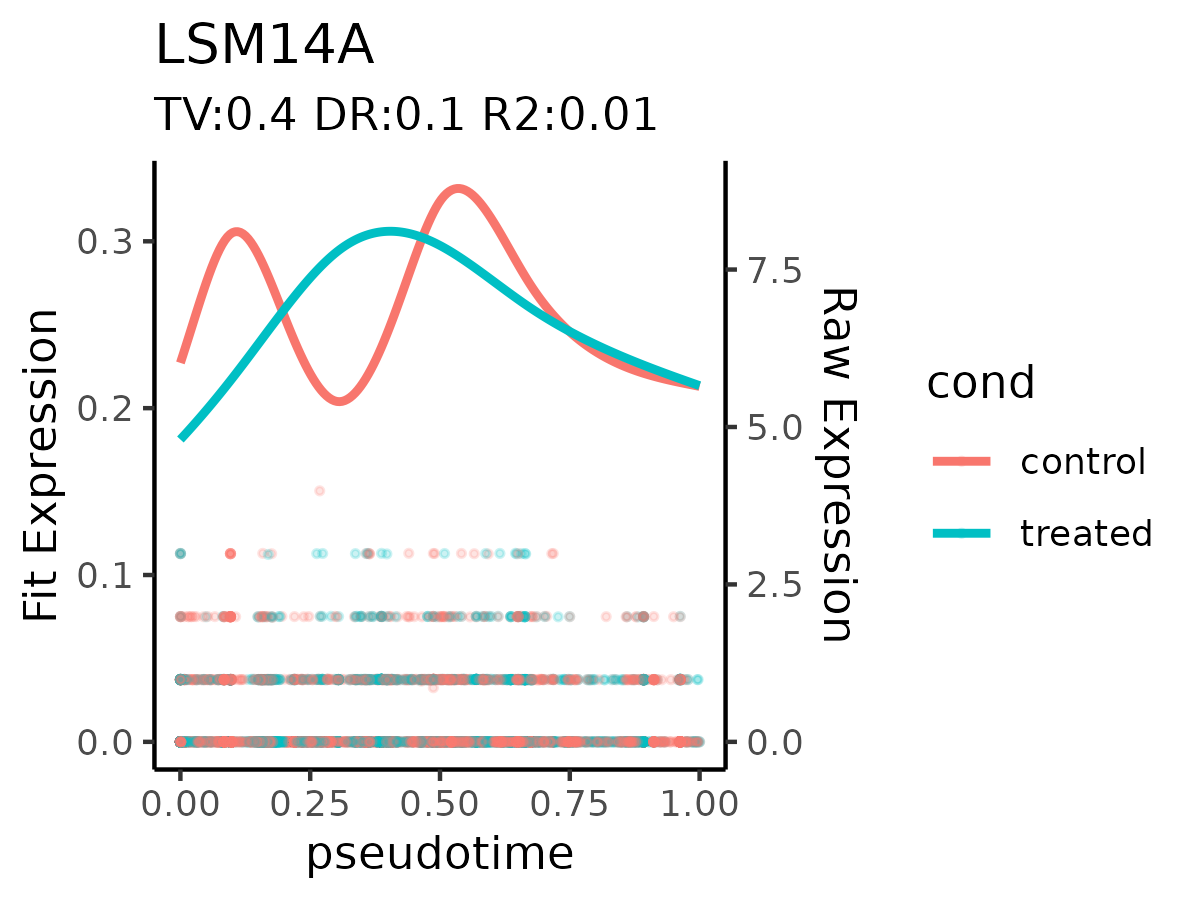 LSM14A
TV:0.4 DR:0.1 R2:0.01
Fit Expression
0.3
0.2
0.1
0.0
7.5
5.0
2.5
0.0
Raw Expression
0.00 0.25 0.50 0.75 1.00
pseudotime
cond
control
treated